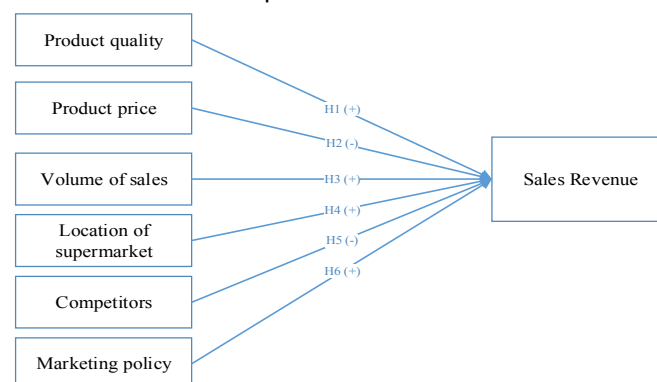 Product quality
Product price
Volume of sales
Location of
supermarket
Competitors
Marketing policy
H1 (+)
H2 (-)
H3 (+)
H4 (+)
H5 (-)
H6 (+)
Sales Revenue